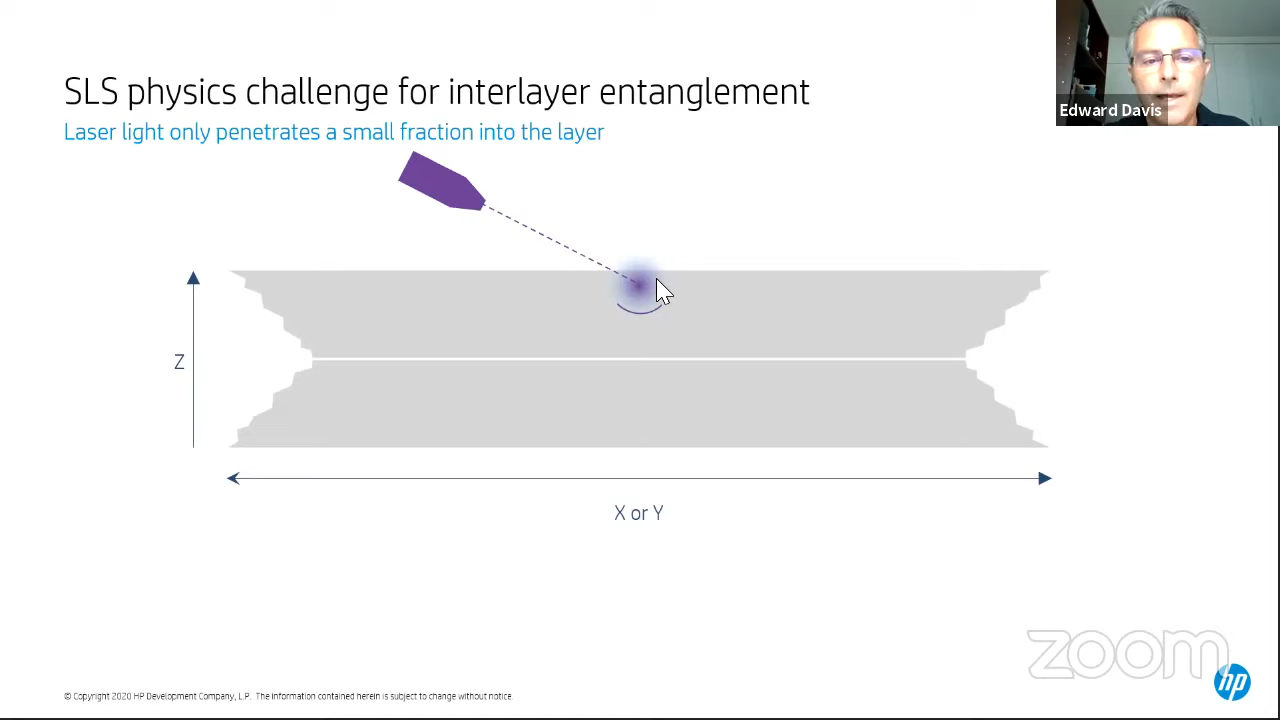 SLS physics challenge for interlayer entanglement
Laser light only penetrates a small fraction into the layer
Edward Davis
Z
X or Y
zoom
hp
© Copyright 2020 HP Development Company, L.P. The information contained herein is subject to change without notice.